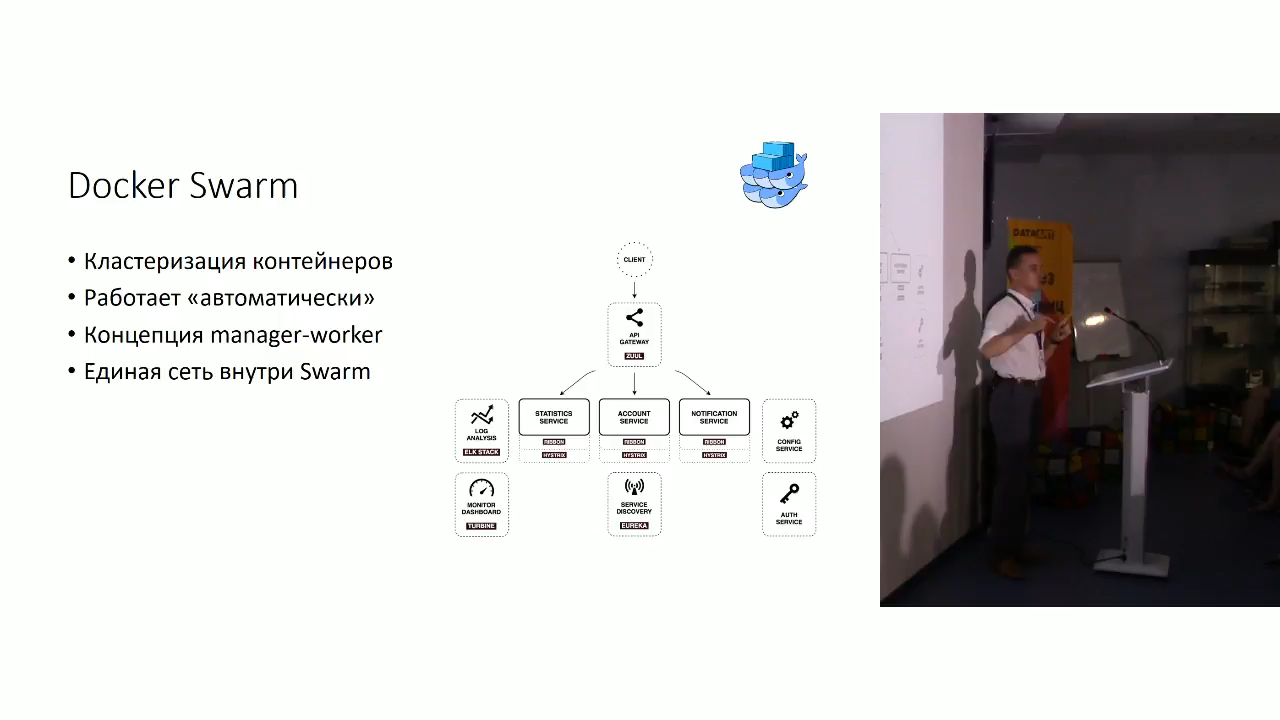 Docker Swarm
• Кластеризация контейнеров
• Работает «автоматически»
• Концепция manager-worker
• Единая сеть внутри Swarm
CLIENT
API
GATEWAY
ZUUL
LOG
ANALYSIS
ELK STACK
STATISTICS
SERVICE
RIBBON
HYSTRIX
ACCOUNT
SERVICE
RIBBON
HYSTRIX
NOTIFICATION
SERVICE
RIBBON
HYSTRIX
CONFIG
SERVICE
MONITOR
DASHBOARD
TURBINE
SERVICE
DISCOVERY
EUREKA
AUTH
SERVICE
DATAART